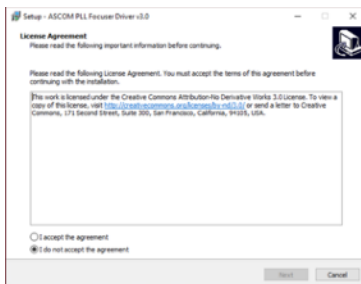 Setup - ASCOM PLL Focuser Driver v3.0
License Agreement
Please read the following important information before continuing.
Please read the following License Agreement. You must accept the terms of this agreement before
continuing with the installation.
This work is licensed under the Creative Commons Attribution-No Derivative Works 3.0 License. To view a
copy of this license, visit http://creativecommons.org/licenses/by-nd/3.0/ or send a letter to Creative
Commons, 171 Second Street, Suite 300, San Francisco, California, 94105, USA.
I accept the agreement
I do not accept the agreement
Next
Cancel